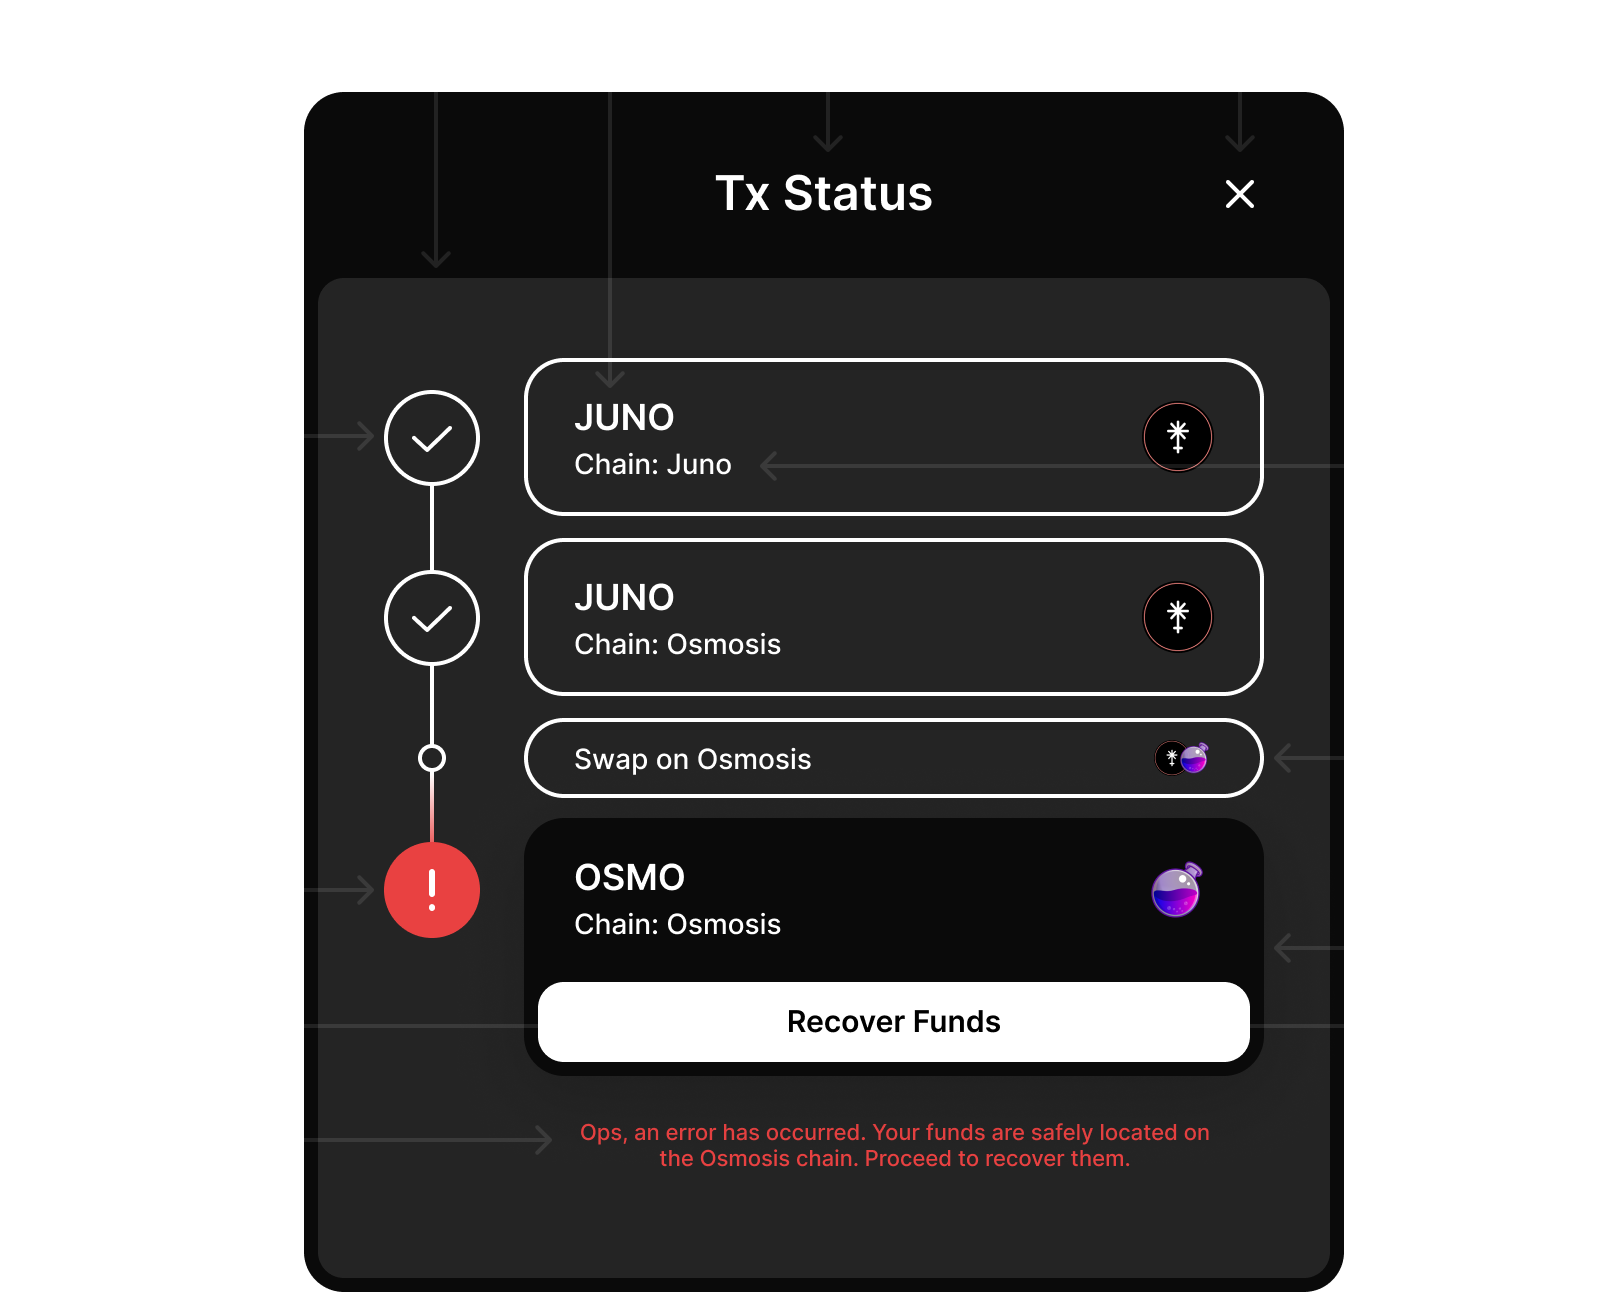 Tx Status
JUNO
Chain: Juno
JUNO
Chain: Osmosis
Swap on Osmosis
OSMO
Chain: Osmosis
Recover Funds
Ops, an error has occurred. Your funds are safely located on
the Osmosis chain. Proceed to recover them.